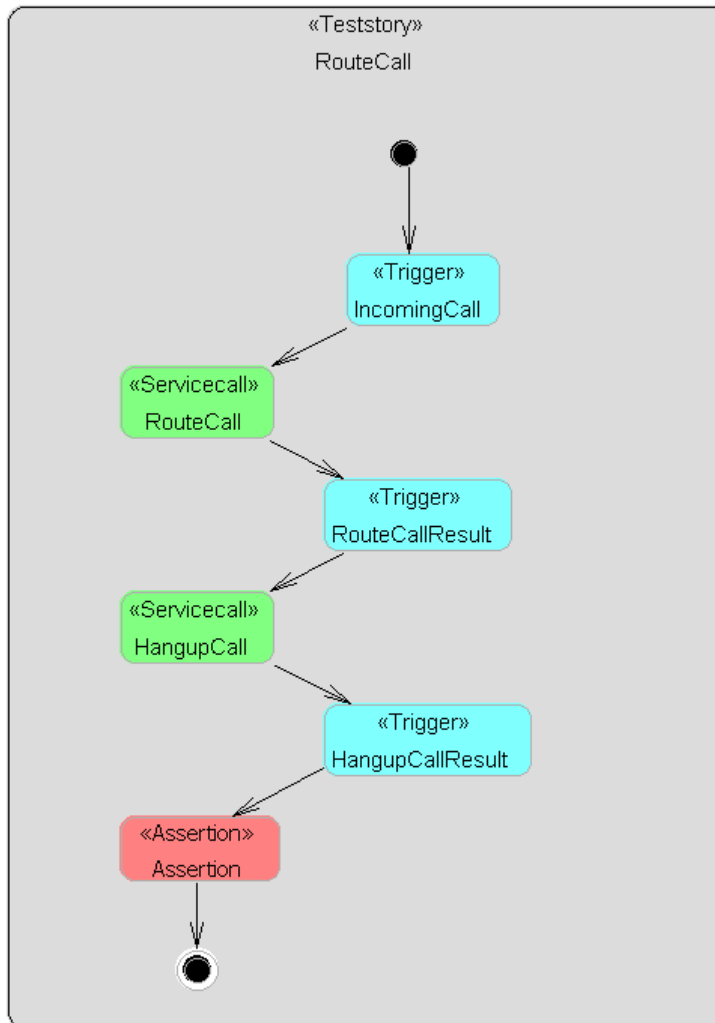 «Teststory»
RouteCall
«Trigger»
IncomingCall
«Servicecall»
RouteCall
«Trigger»
RouteCallResult
«Servicecall»
HangupCall
«Trigger»
HangupCallResult
«Assertion»
Assertion